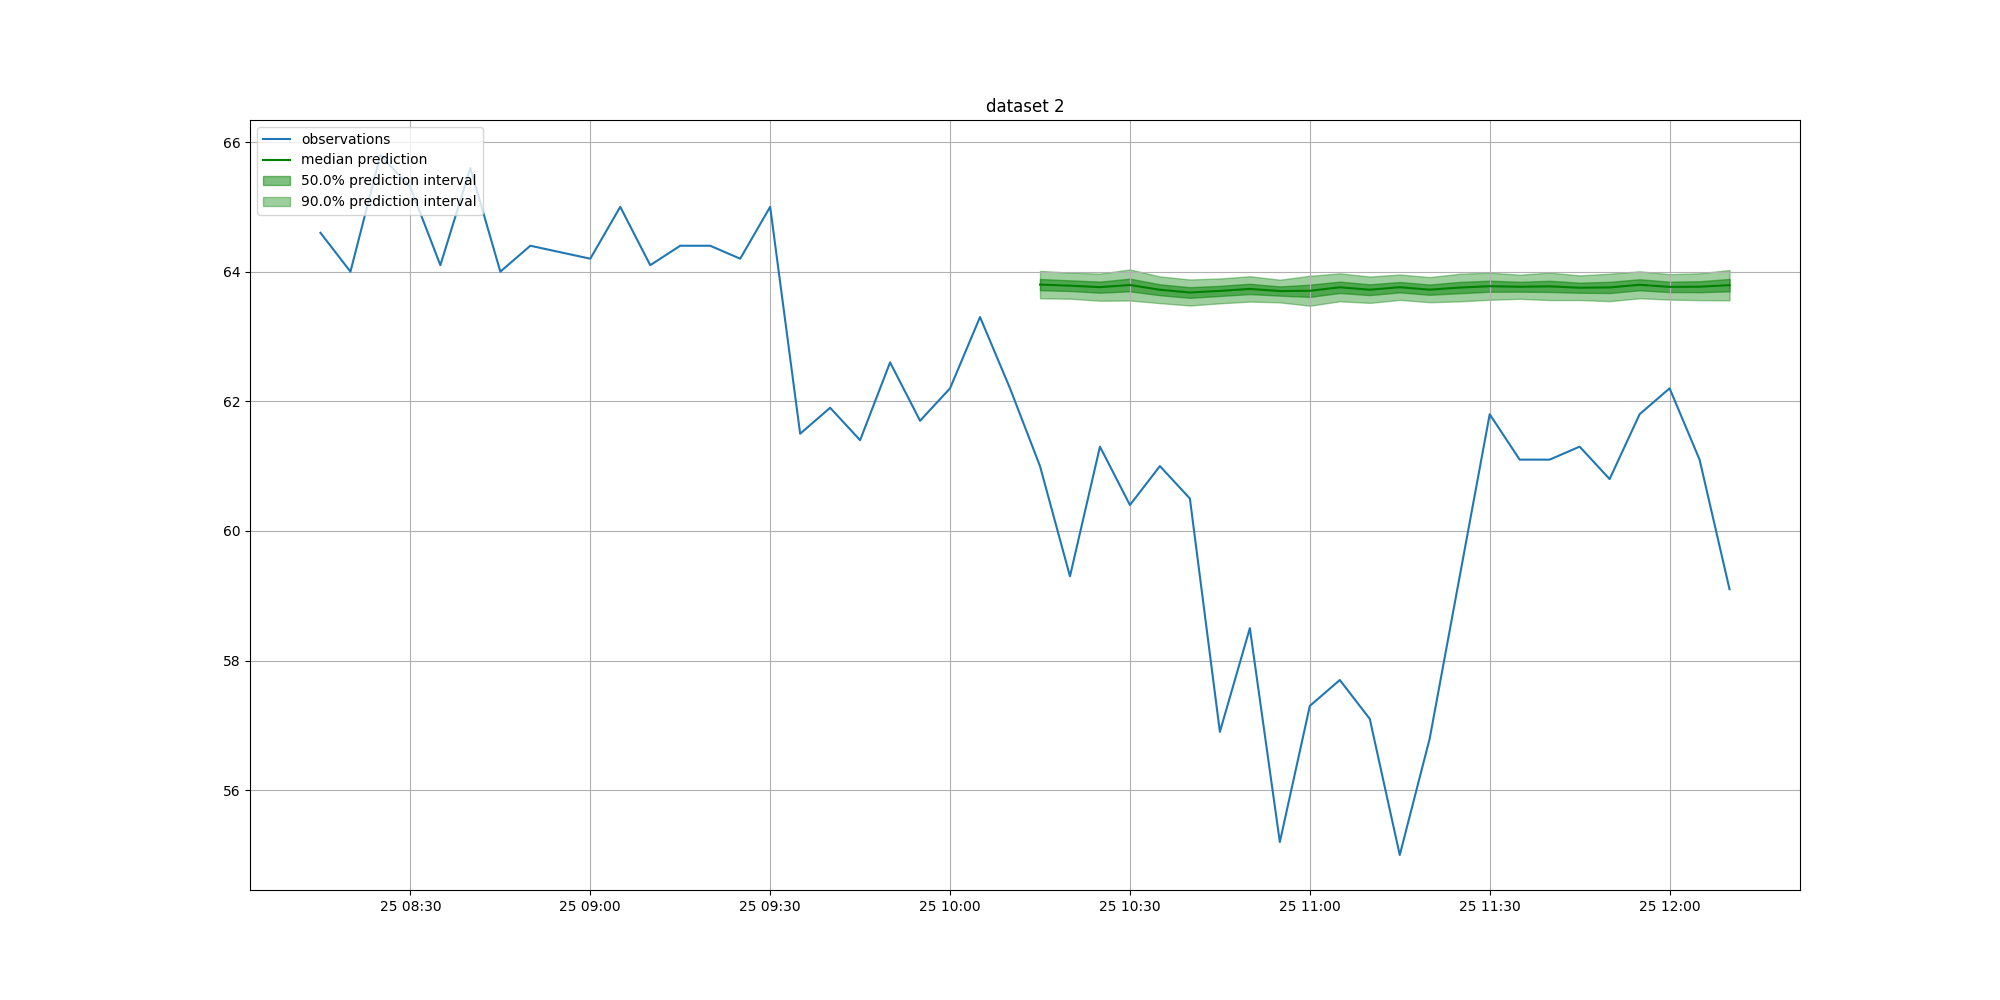 dataset 2
observations
median prediction
50.0% prediction interval
90.0% prediction interval
66
64
62
60
58
56
25 08:30 25 09:00 25 09:30 25 10:00 25 10:30 25 11:00 25 11:30 25 12:00